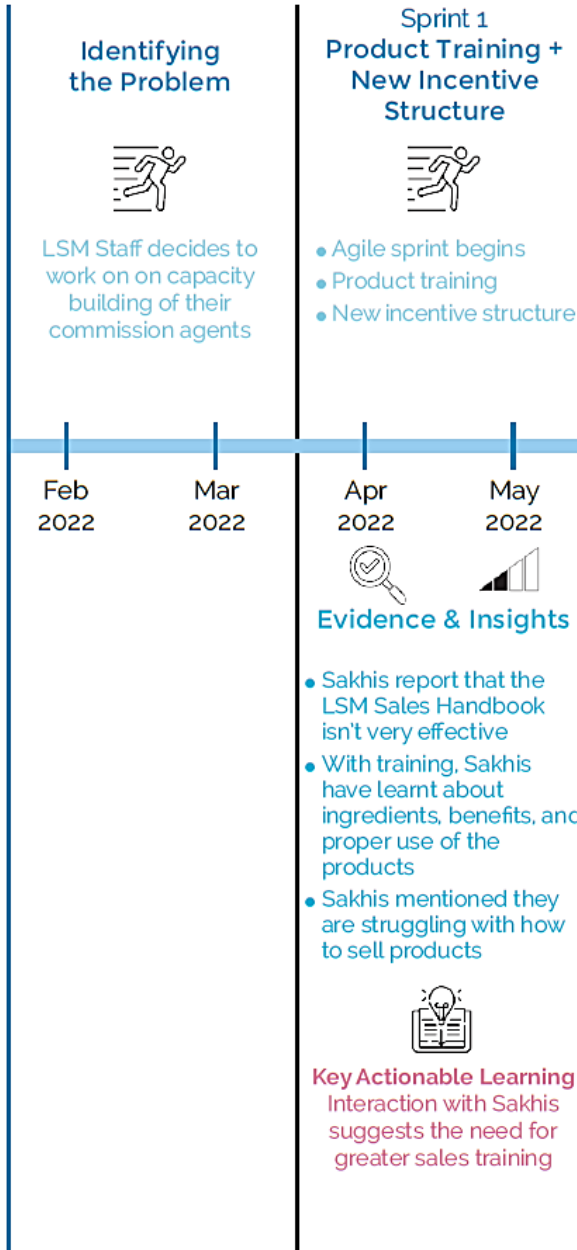 Identifying
the Problem
LSM Staff decides to
work on on capacity
building of their
commission agents
Sprint 1
Product Training +
New Incentive
Structure
• Agile sprint begins
• Product training
• New incentive structure
Feb
2022
Mar
2022
Apr
2022
May
2022
Evidence & Insights
• Sakhis report that the
LSM Sales Handbook
isn't very effective
• With training, Sakhis
have learnt about
ingredients, benefits, and
proper use of the
products
• Sakhis mentioned they
are struggling with how
to sell products
Key Actionable Learning
Interaction with Sakhis
suggests the need for
greater sales training